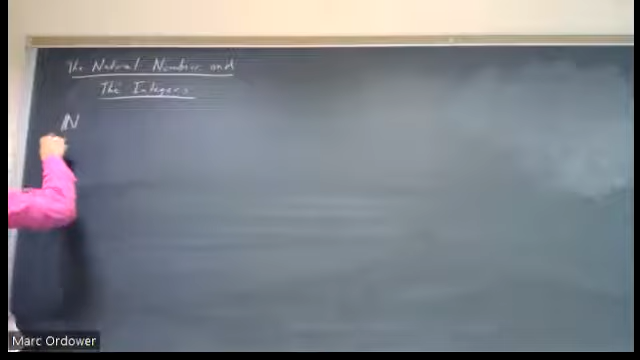 The Natural Numbers and
The Integers
ℕ
Marc Ordower